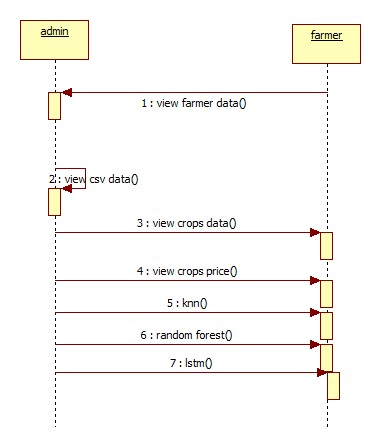 admin
farmer
1 : view farmer data()
2 : view csv data()
3 : view crops data()
4 : view crops price()
5 : knn()
6 : random forest()
7 : lstm()